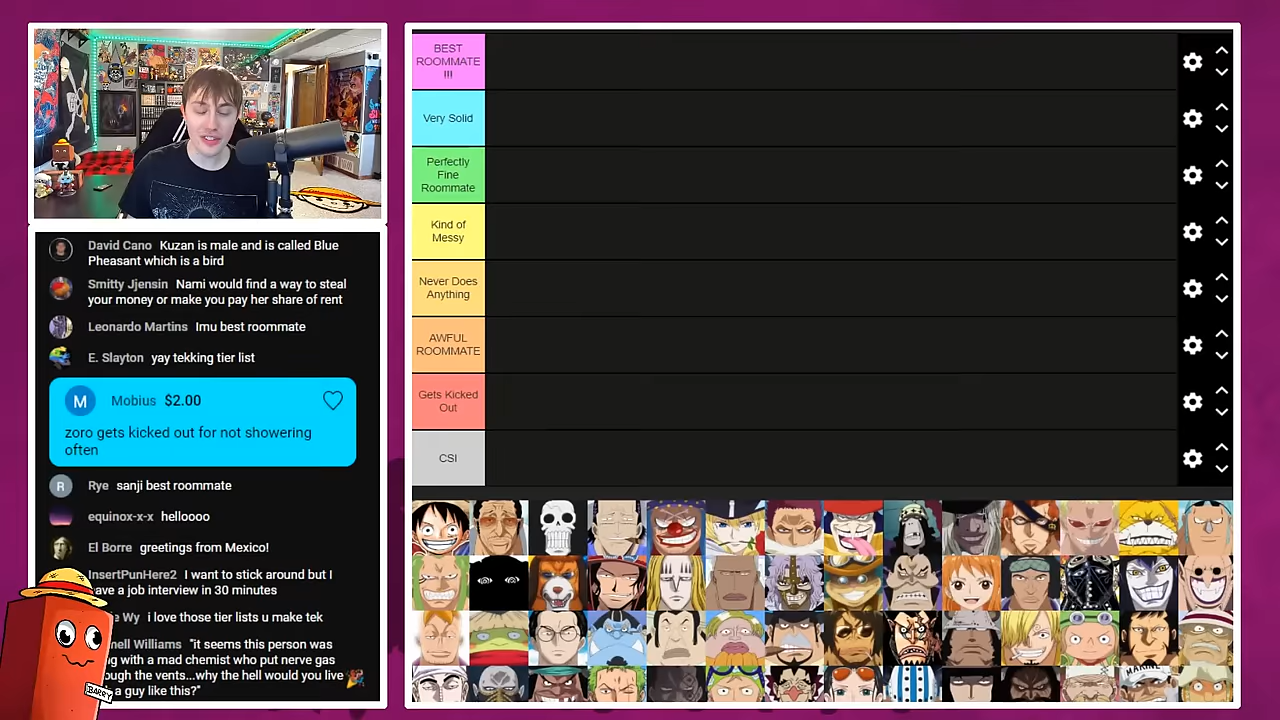 David Cano Kuzan is male and is called Blue
Pheasant which is a bird
Smitty Jjensin Nami would find a way to steal
your money or make you pay her share of rent
Leonardo Martins Imu best roommate
E. Slayton yay tekking tier list
M Mobius $2.00
zoro gets kicked out for not showering
often
R Rye sanji best roommate
equinox-x-x helloooo
El Borre greetings from Mexico!
InsertPunHere2 I want to stick around but I
ave a job interview in 30 minutes
Wy i love those tier lists u make tek
nell Williams "it seems this person was
g with a mad chemist who put nerve gas
ough the vents...why the hell would you live
a guy like this?"
BARRY
BEST
ROOMMATE
!!!
Very Solid
Perfectly
Fine
Roommate
Kind of
Messy
Never Does
Anything
AWFUL
ROOMMATE
Gets Kicked
Out
CSI